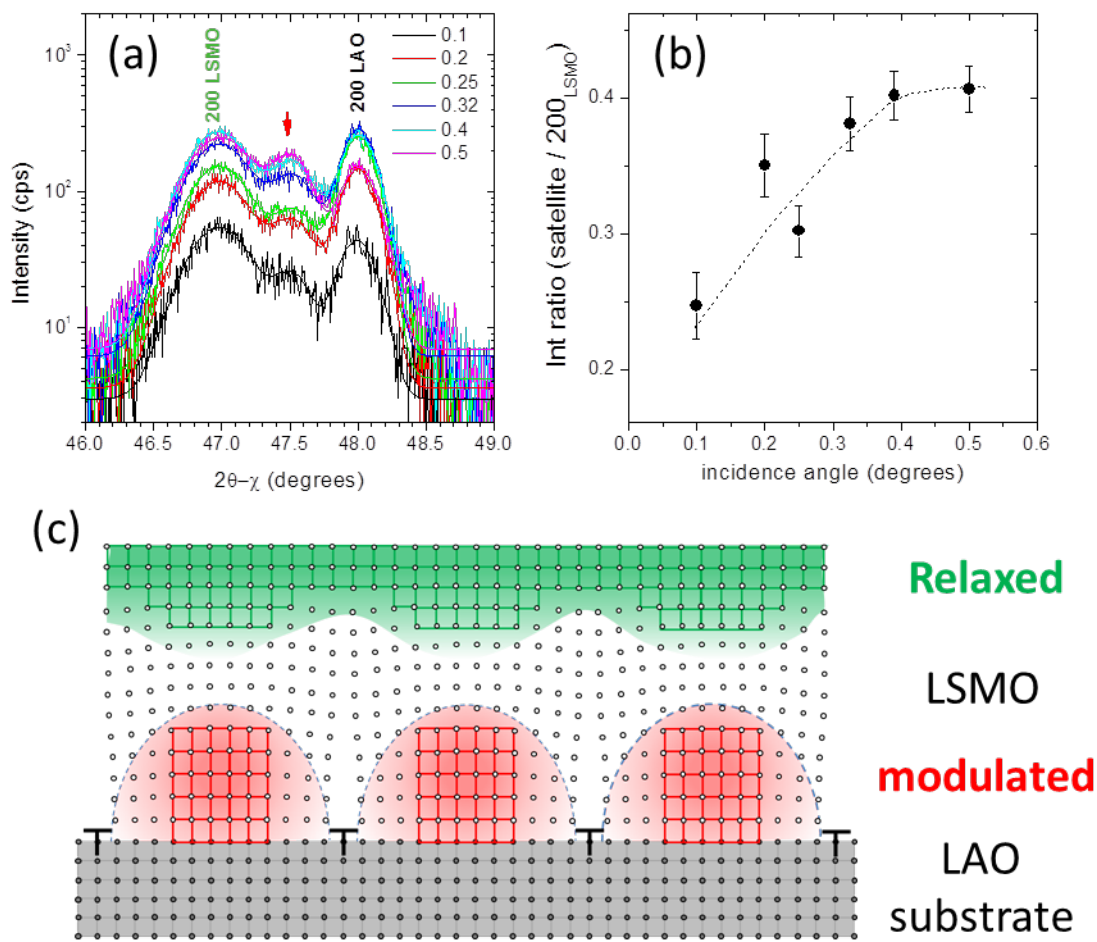 (a)
200 LSMO
200 LAO
0.1
0.2
0.25
0.32
0.4
0.5
10³
10²
10¹
Intensity (cps)
46.0 46.5 47.0 47.5 48.0 48.5 49.0
2θ–χ (degrees)
(b)
0.4
0.3
0.2
Int ratio (satellite / 200LSMO)
0.0 0.1 0.2 0.3 0.4 0.5 0.6
incidence angle (degrees)
(c)
Relaxed
LSMO
modulated
LAO
substrate